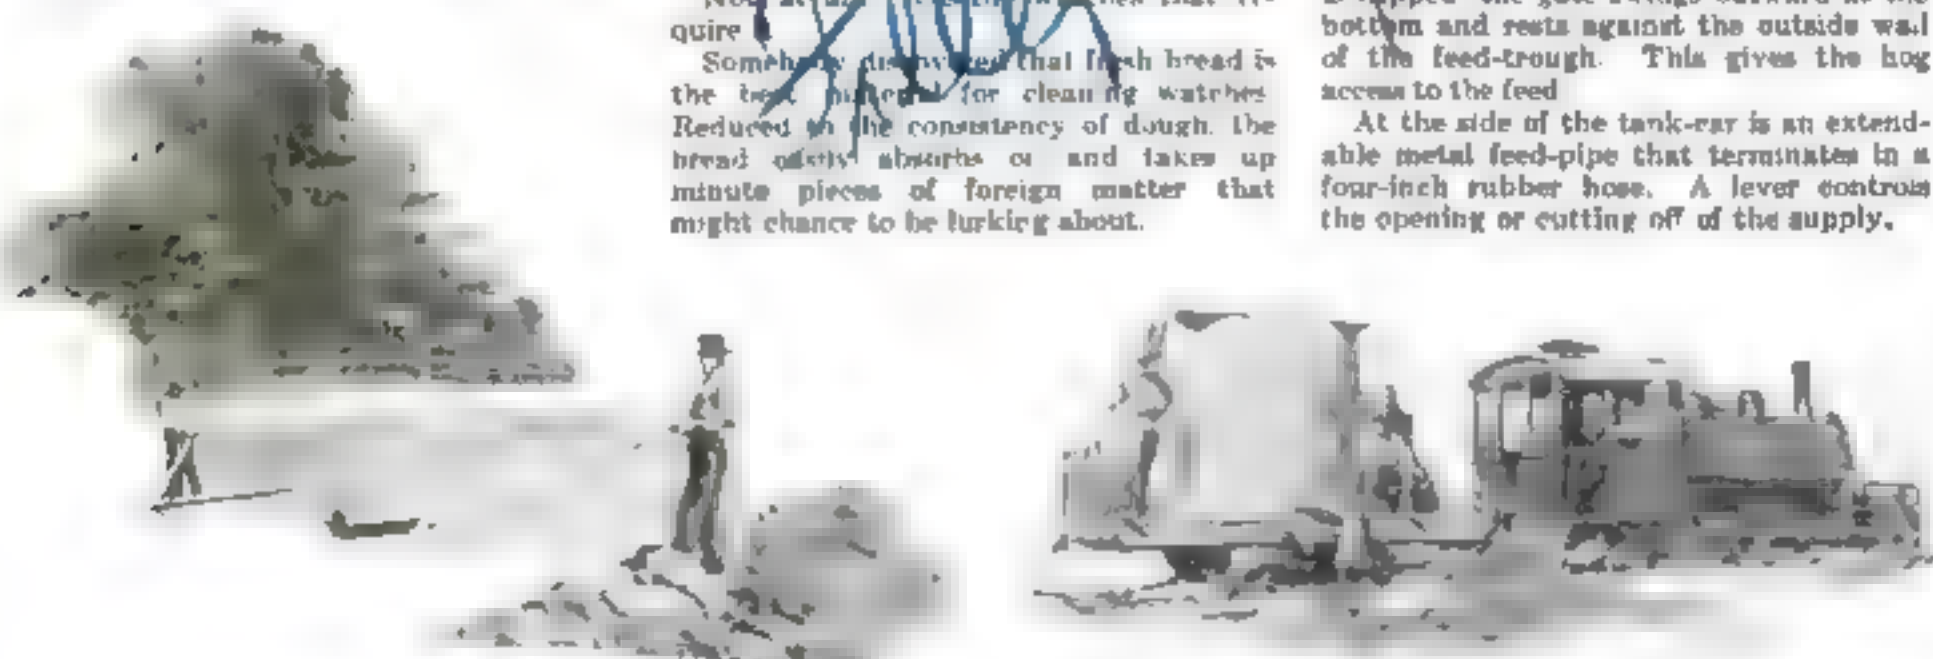 quire
Somebody discovered that fresh bread is
the best material for cleaning watches
Reduced to the consistency of dough. the
bread easily absorbs oi and takes up
minute pieces of foreign matter that
might chance to be lurking about.
bottom and rests against the outside wall
of the feed-trough. This gives the hog
access to the feed
At the side of the tank-car is an extend-
able metal feed-pipe that terminates in a
four-inch rubber hose. A lever controls
the opening or cutting off of the supply.